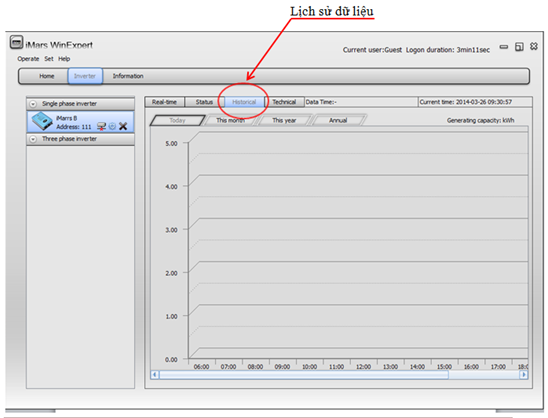 Lịch sử dữ liệu
iMars WinExpert
Current user:Guest Logon duration: 3min11sec
Operate Set Help
Home Inverter Information
Single phase inverter
iMarrs B
Address: 111
Three phase inverter
Real-time Status Historical Technical Data Time:- Current time: 2014-03-26 09:30:57
Today This month This year Annual Generating capacity: kWh
5.00
4.00
3.00
2.00
1.00
0.00
06:00 07:00 08:00 09:00 10:00 11:00 12:00 13:00 14:00 15:00 16:00 17:00 18:0